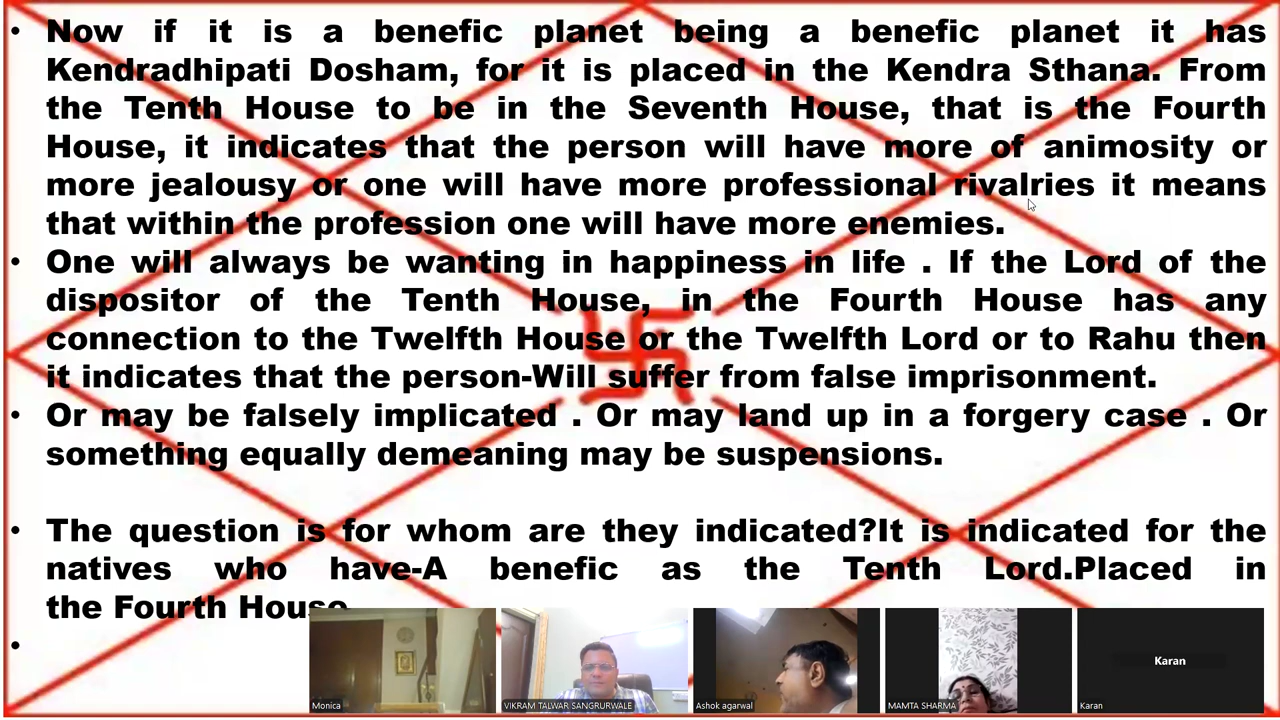 • Now if it is a benefic planet being a benefic planet it has
Kendradhipati Dosham, for it is placed in the Kendra Sthana. From
the Tenth House to be in the Seventh House, that is the Fourth
House, it indicates that the person will have more of animosity or
more jealousy or one will have more professional rivalries it means
that within the profession one will have more enemies.
• One will always be wanting in happiness in life . If the Lord of the
dispositor of the Tenth House, in the Fourth House has any
connection to the Twelfth House or the Twelfth Lord or to Rahu then
it indicates that the person-Will suffer from false imprisonment.
• Or may be falsely implicated . Or may land up in a forgery case . Or
something equally demeaning may be suspensions.
• The question is for whom are they indicated?It is indicated for the
natives who have-A benefic as the Tenth Lord.Placed in
the Fourth House
•
Karan
Monica
VIKRAM TALWAR SANGRURWALE
Ashok agarwal
MAMTA SHARMA
Karan